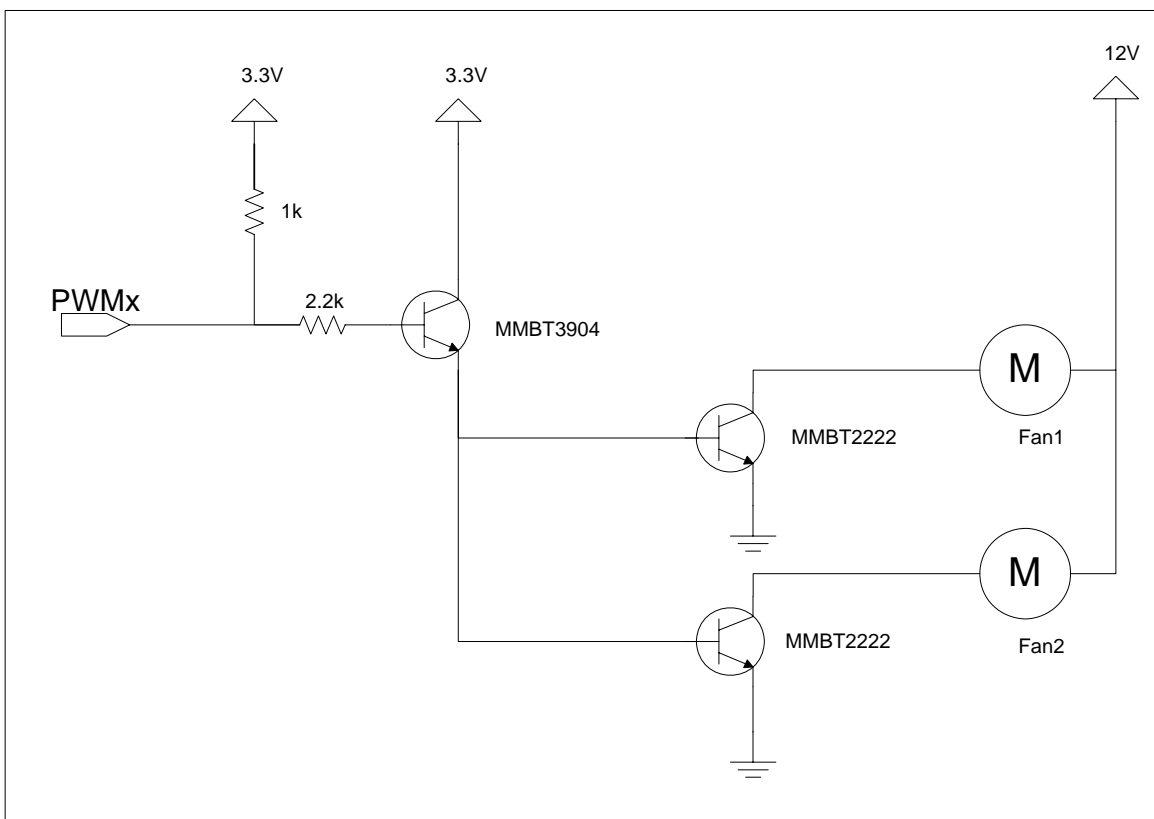 3.3V
3.3V
12V
1k
PWMx
2.2k
MMBT3904
M
MMBT2222
Fan1
M
MMBT2222
Fan2